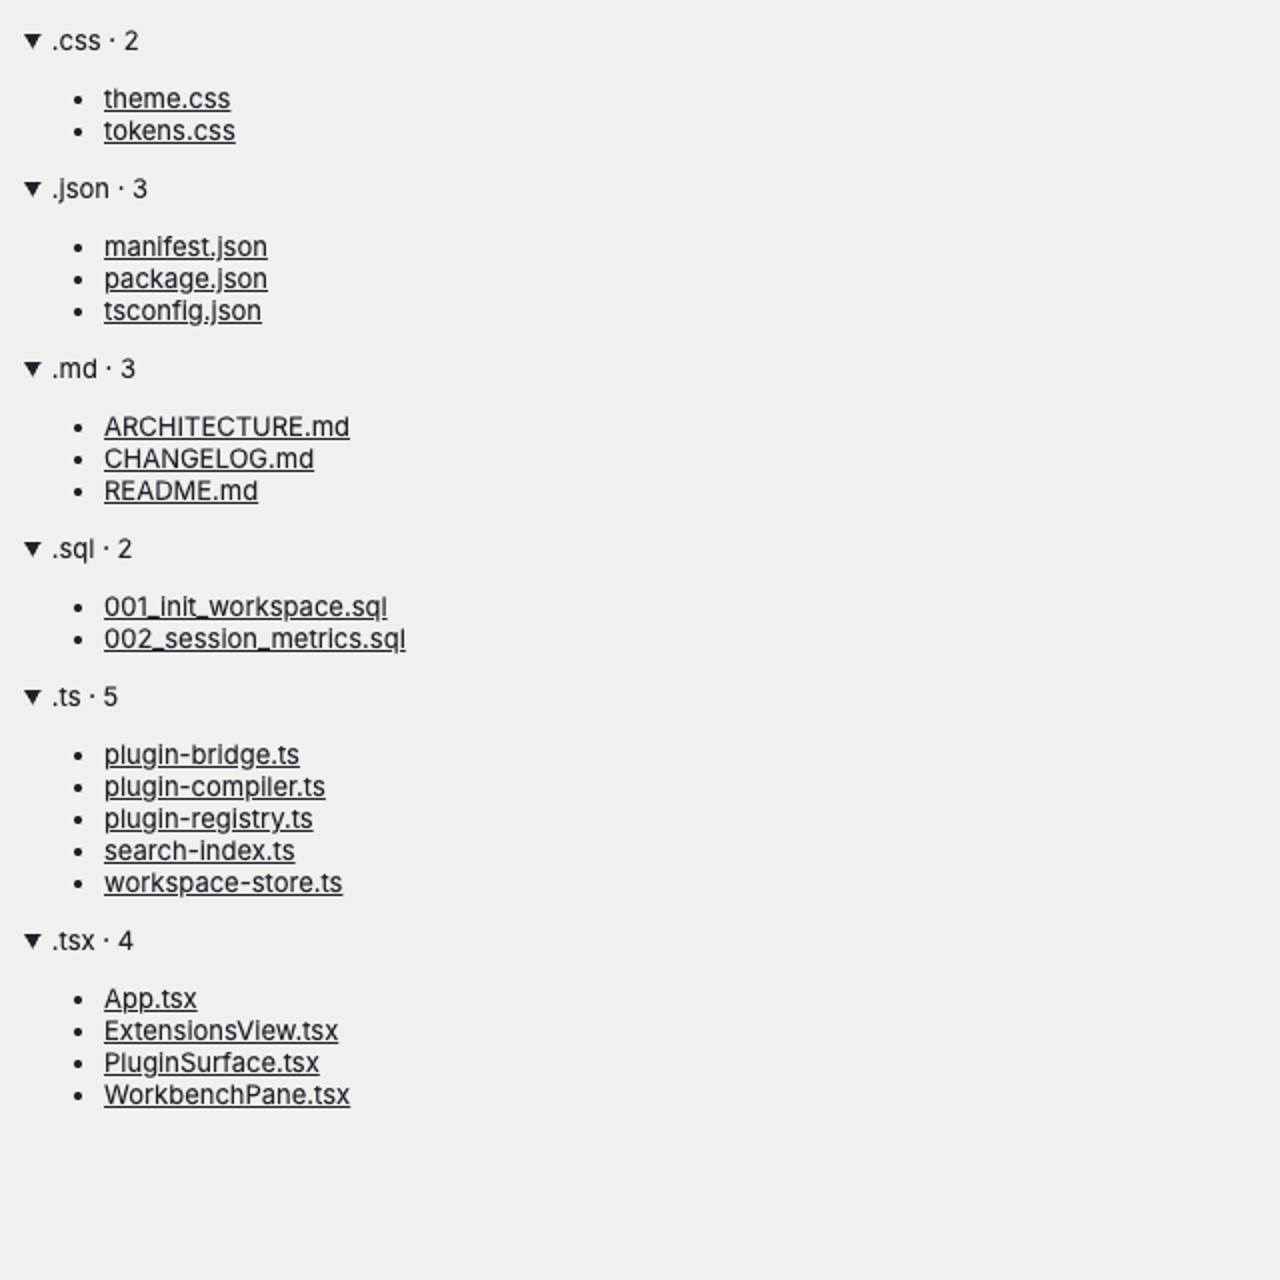 .css · 2
theme.css
tokens.css
.json · 3
manifest.json
package.json
tsconfig.json
.md · 3
ARCHITECTURE.md
CHANGELOG.md
README.md
.sql · 2
001_init_workspace.sql
002_session_metrics.sql
.ts · 5
plugin-bridge.ts
plugin-compiler.ts
plugin-registry.ts
search-index.ts
workspace-store.ts
.tsx · 4
App.tsx
ExtensionsView.tsx
PluginSurface.tsx
WorkbenchPane.tsx